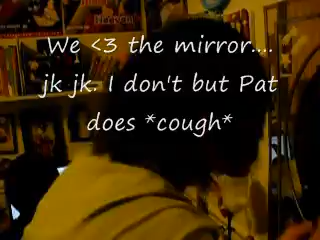 We <3 the mirror....
jk jk. I don't but Pat
does *cough*